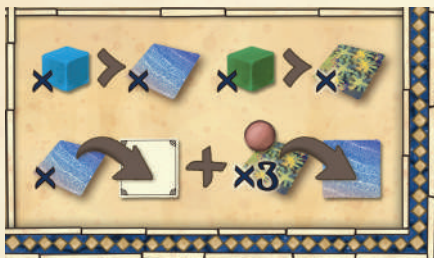 × > × × > ×
× + ×3